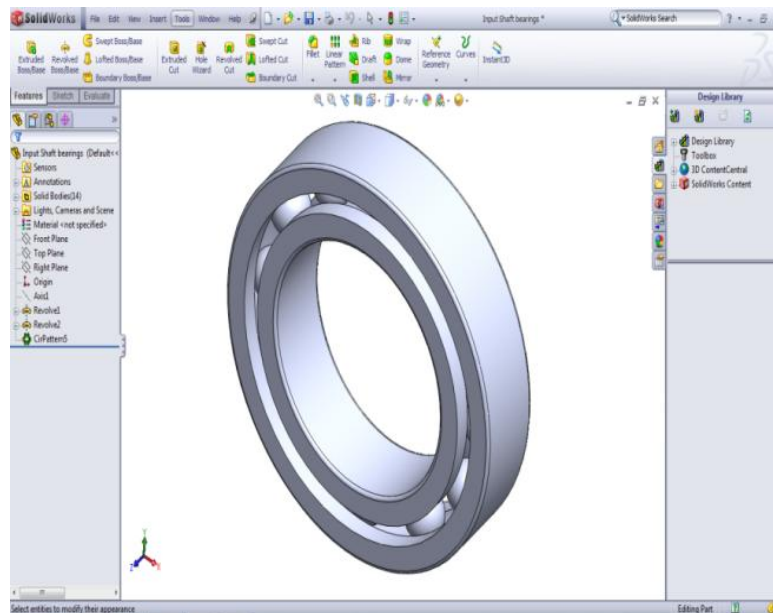 SolidWorks File Edit View Insert Tools Window Help Input Shaft bearings * SolidWorks Search
Extruded Boss/Base
Revolved Boss/Base
Swept Boss/Base
Lofted Boss/Base
Boundary Boss/Base
Extruded Cut
Hole Wizard
Revolved Cut
Swept Cut
Lofted Cut
Boundary Cut
Fillet
Linear Pattern
Rib
Draft
Shell
Wrap
Dome
Mirror
Reference Geometry
Curves
Instant3D
Features Sketch Evaluate
Input Shaft bearings (Default<<
Sensors
Annotations
Solid Bodies(14)
Lights, Cameras and Scene
Material <not specified>
Front Plane
Top Plane
Right Plane
Origin
Axis1
Revolve1
Revolve2
CirPattern5
Design Library
Design Library
Toolbox
3D ContentCentral
SolidWorks Content
Y
Z
X
Select entities to modify their appearance
Editing Part